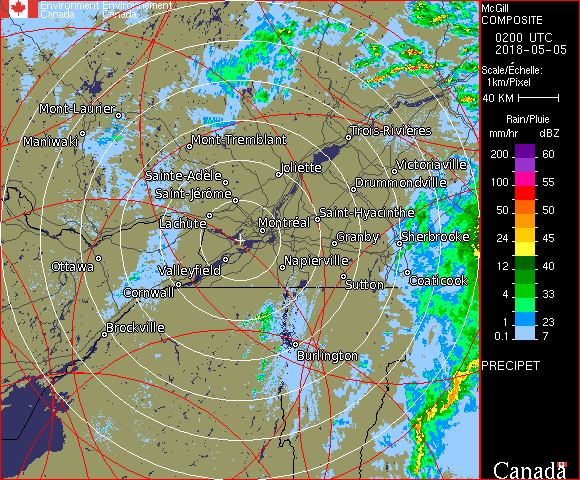 Environment Environnement
Canada Canada
McGill
COMPOSITE
0200 UTC
2018-05-05
Scale/Échelle:
1km/Pixel
40 KM
Rain/Pluie
mm/hr dBZ
200 60
100 55
50 50
24 45
12 40
4 33
1 23
0.1 7
PRECIPET
Canada
Mont-Laurier
Maniwaki
Mont-Tremblant
Trois-Rivières
Sainte-Adèle
Joliette
Victoriaville
Saint-Jérôme
Drummondville
Lachute
Montréal
Saint-Hyacinthe
Granby
Sherbrooke
Ottawa
Valleyfield
Napierville
Sutton
Coaticook
Cornwall
Brockville
Burlington